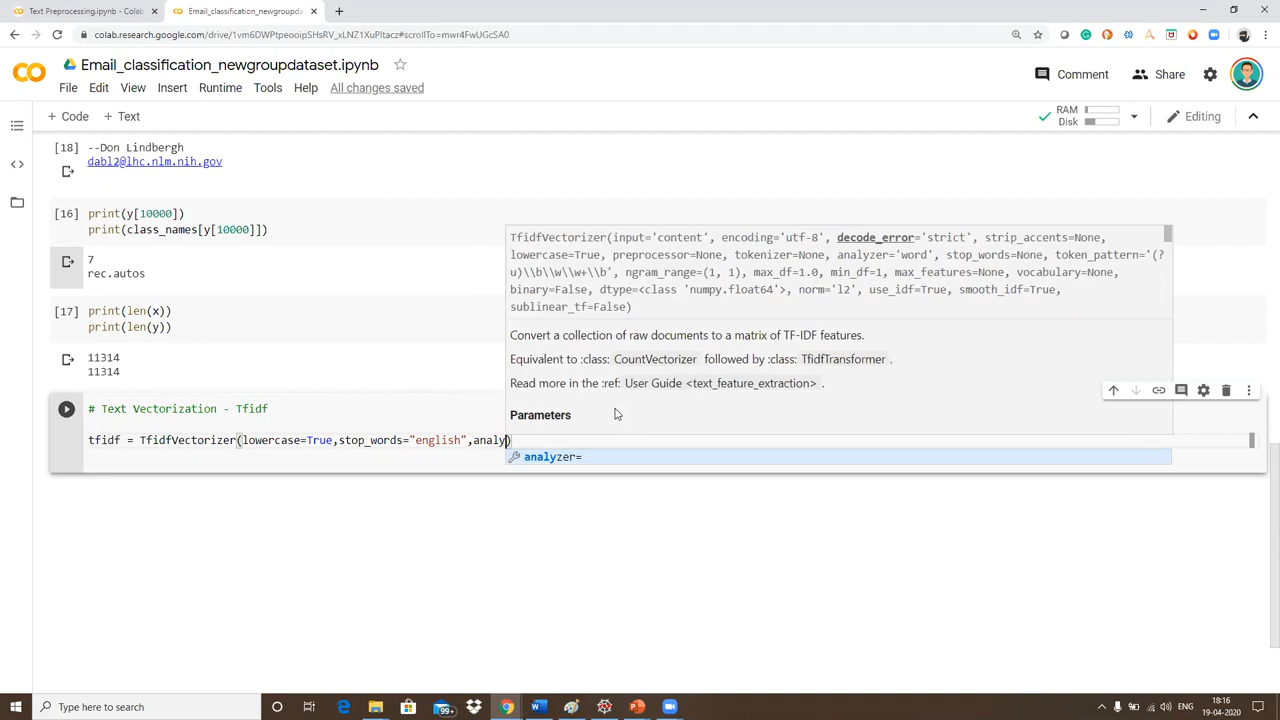 Text Preprocessing.ipynb - Colab
Email_classification_newgroupda
colab.research.google.com/drive/1vm6DWPtpeooipSHsRV_xLNZ1XuPltacz#scrollTo=mwr4FwUGcSA0
Email_classification_newgroupdataset.ipynb
Comment
Share
File Edit View Insert Runtime Tools Help All changes saved
+ Code + Text
RAM
Disk
Editing
[18] --Don Lindbergh
dabl2@lhc.nlm.nih.gov
[16] print(y[10000])
print(class_names[y[10000]])
7
rec.autos
[17] print(len(x))
print(len(y))
11314
11314
TfidfVectorizer(input='content', encoding='utf-8', decode_error='strict', strip_accents=None,
lowercase=True, preprocessor=None, tokenizer=None, analyzer='word', stop_words=None, token_pattern='(?
u)\\b\\w\\w+\\b', ngram_range=(1, 1), max_df=1.0, min_df=1, max_features=None, vocabulary=None,
binary=False, dtype=<class 'numpy.float64'>, norm='l2', use_idf=True, smooth_idf=True,
sublinear_tf=False)
Convert a collection of raw documents to a matrix of TF-IDF features.
Equivalent to :class: CountVectorizer followed by :class: TfidfTransformer .
Read more in the :ref: User Guide <text_feature_extraction> .
Parameters
# Text Vectorization - Tfidf
tfidf = TfidfVectorizer(lowercase=True,stop_words="english",analy)
analyzer=
Type here to search
99+
ENG
18:16
19-04-2020